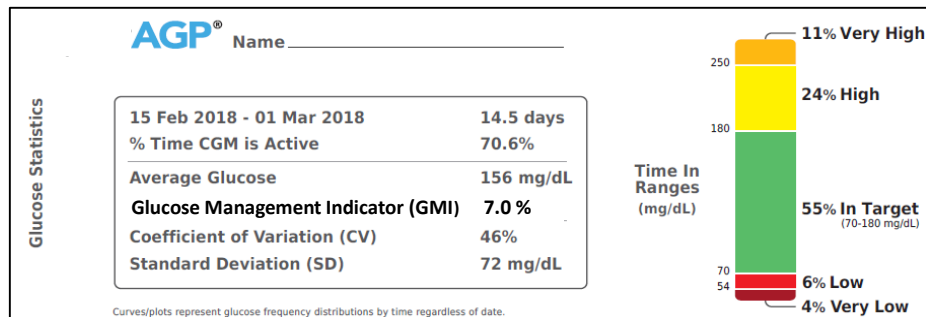 AGP® Name
Glucose Statistics
15 Feb 2018 - 01 Mar 2018 14.5 days
% Time CGM is Active 70.6%
Average Glucose 156 mg/dL
Glucose Management Indicator (GMI) 7.0 %
Coefficient of Variation (CV) 46%
Standard Deviation (SD) 72 mg/dL
Curves/plots represent glucose frequency distributions by time regardless of date.
Time In
Ranges
(mg/dL)
250
180
70
54
11% Very High
24% High
55% In Target
(70-180 mg/dL)
6% Low
4% Very Low